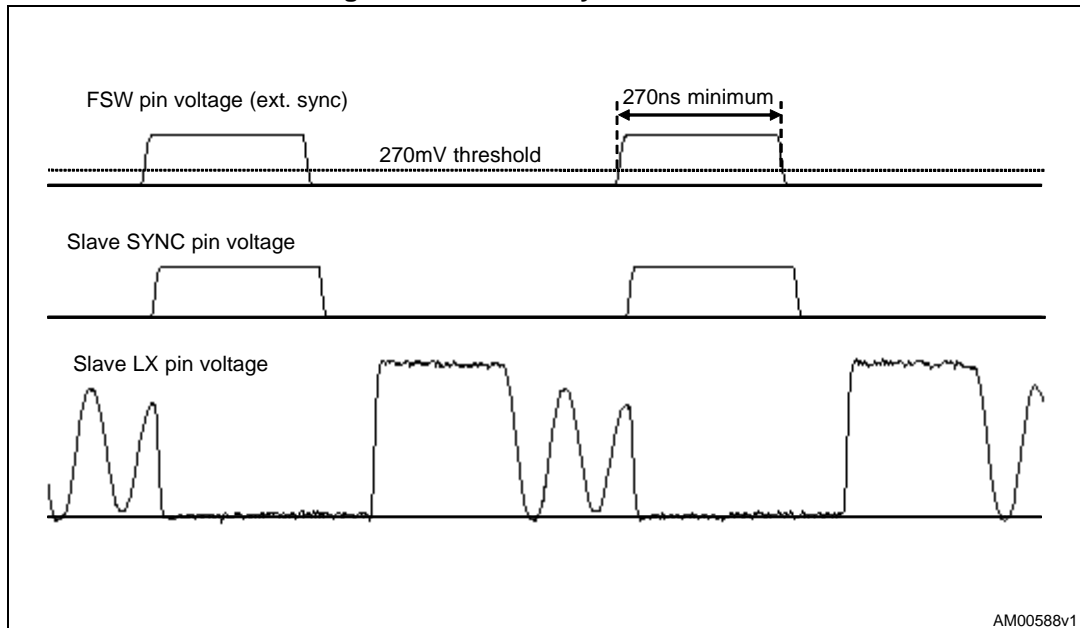 FSW pin voltage (ext. sync)
270ns minimum
270mV threshold
Slave SYNC pin voltage
Slave LX pin voltage
AM00588v1